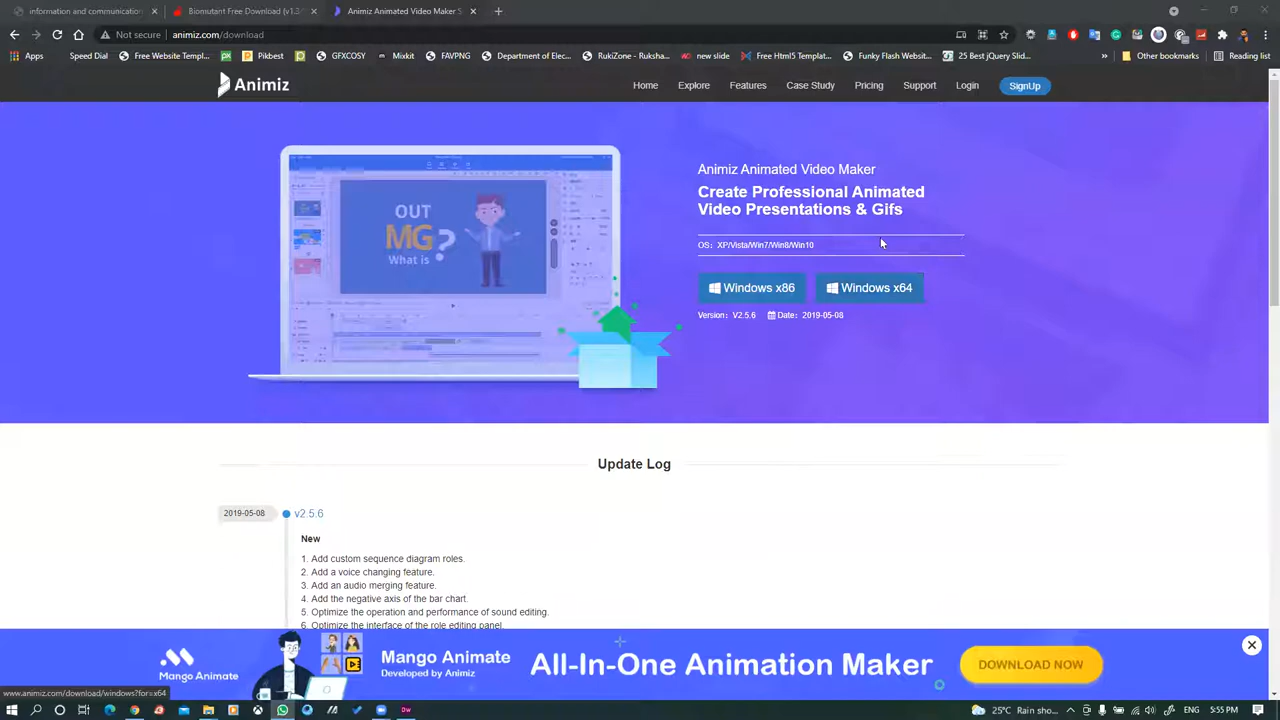 information and communication
Biomutant Free Download (v1.3/
Animiz Animated Video Maker S
Not secure
animiz.com/download
Apps
Speed Dial
Free Website Temp...
Pikbest
GFXCOSY
Mixkit
FAVPNG
Department of Elec...
RukiZone - Ruksha...
new slide
Free Html5 Templat...
Funky Flash Websit...
25 Best jQuery Slid...
Other bookmarks
Reading list
Animiz
Home
Explore
Features
Case Study
Pricing
Support
Login
SignUp
Animiz Animated Video Maker
Create Professional Animated
Video Presentations & Gifs
OS: XP/Vista/Win7/Win8/Win10
Windows x86
Windows x64
Version: V2.5.6
Date: 2019-05-08
OUT
MG?
What is
Update Log
2019-05-08
v2.5.6
New
1. Add custom sequence diagram roles.
2. Add a voice changing feature.
3. Add an audio merging feature.
4. Add the negative axis of the bar chart.
5. Optimize the operation and performance of sound editing.
6. Optimize the interface of the role editing panel.
Mango Animate
Mango Animate
Developed by Animiz
All-In-One Animation Maker
DOWNLOAD NOW
www.animiz.com/download/windows?for=x64
Dw
25°C Rain sho...
5:55 PM